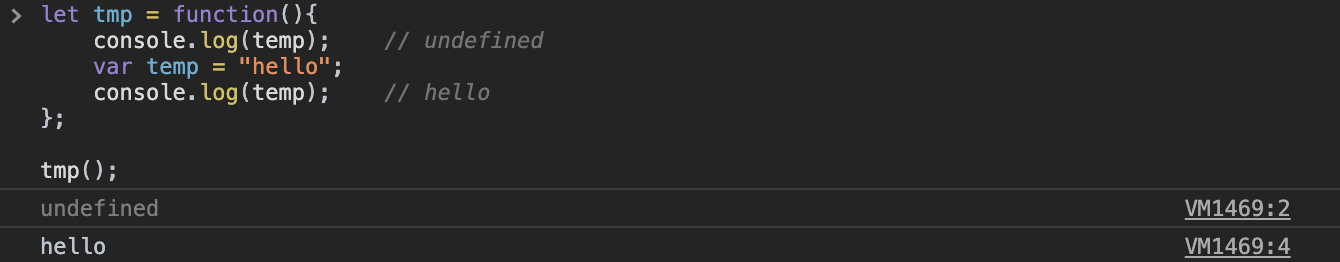 > let tmp = function(){
    console.log(temp);    // undefined
    var temp = "hello";
    console.log(temp);    // hello
};
tmp();
undefined VM1469:2
hello VM1469:4